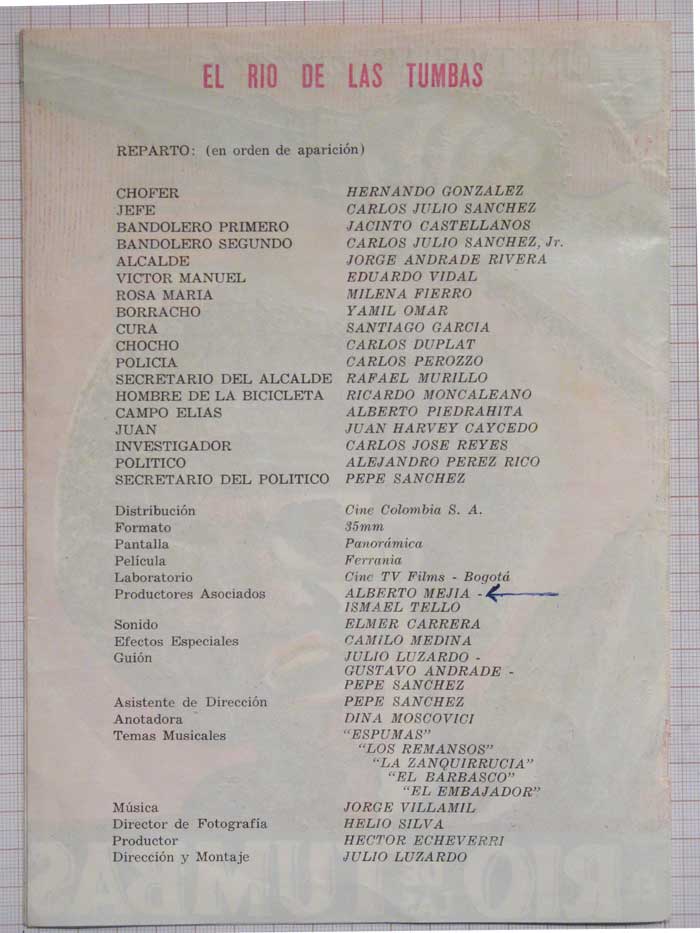 EL RIO DE LAS TUMBAS
REPARTO: (en orden de aparición)
CHOFER HERNANDO GONZALEZ
JEFE CARLOS JULIO SANCHEZ
BANDOLERO PRIMERO JACINTO CASTELLANOS
BANDOLERO SEGUNDO CARLOS JULIO SANCHEZ, Jr.
ALCALDE JORGE ANDRADE RIVERA
VICTOR MANUEL EDUARDO VIDAL
ROSA MARIA MILENA FIERRO
BORRACHO YAMIL OMAR
CURA SANTIAGO GARCIA
CHOCHO CARLOS DUPLAT
POLICIA CARLOS PEROZZO
SECRETARIO DEL ALCALDE RAFAEL MURILLO
HOMBRE DE LA BICICLETA RICARDO MONCALEANO
CAMPO ELIAS ALBERTO PIEDRAHITA
JUAN JUAN HARVEY CAYCEDO
INVESTIGADOR CARLOS JOSE REYES
POLITICO ALEJANDRO PEREZ RICO
SECRETARIO DEL POLITICO PEPE SANCHEZ
Distribución Cine Colombia S. A.
Formato 35mm
Pantalla Panorámica
Película Ferrania
Laboratorio Cine TV Films - Bogotá
Productores Asociados ALBERTO MEJIA -
ISMAEL TELLO
Sonido ELMER CARRERA
Efectos Especiales CAMILO MEDINA
Guión JULIO LUZARDO -
GUSTAVO ANDRADE -
PEPE SANCHEZ
Asistente de Dirección PEPE SANCHEZ
Anotadora DINA MOSCOVICI
Temas Musicales "ESPUMAS"
"LOS REMANSOS"
"LA ZANQUIRRUCIA"
"EL BARBASCO"
"EL EMBAJADOR"
Música JORGE VILLAMIL
Director de Fotografía HELIO SILVA
Productor HECTOR ECHEVERRI
Dirección y Montaje JULIO LUZARDO